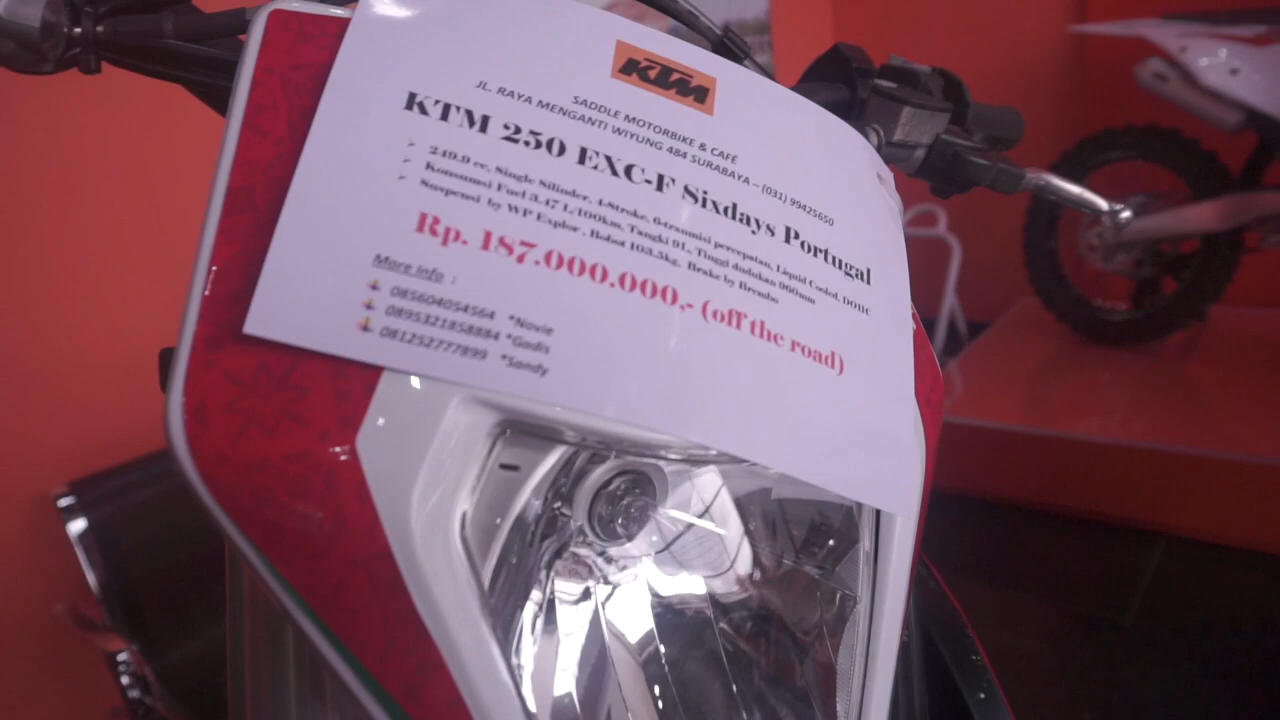 KTM
SADDLE MOTORBIKE & CAFÉ
JL. RAYA MENGANTI WIYUNG 484 SURABAYA – (031) 99425650
KTM 250 EXC-F Sixdays Portugal
249.9 cc, Single Silinder, 4-Stroke, 6-tranmisi percepatan, Liquid Cooled, DOHC
Konsumsi Fuel 3,47 L/100km, Tangki 9L, Tinggi dudukan 960mm
Suspensi by WP Explor , Bobot 103.5kg. Brake by Brembo
Rp. 187.000.000,- (off the road)
More Info :
085604054564 *Novie
0895321858884 *Gadis
081252777899 *Sandy